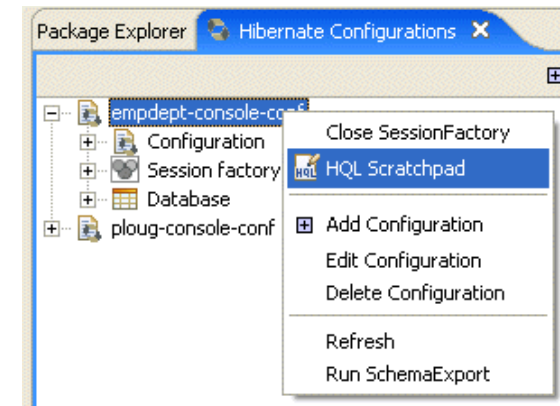 Package Explorer Hibernate Configurations
empdept-console-conf
Configuration
Session factory
Database
ploug-console-conf
Close SessionFactory
HQL HQL Scratchpad
Add Configuration
Edit Configuration
Delete Configuration
Refresh
Run SchemaExport